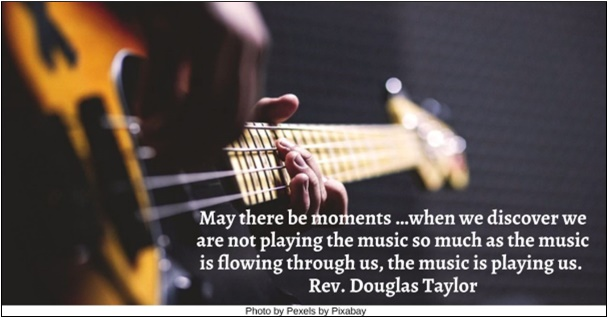 May there be moments ...when we discover we
are not playing the music so much as the music
is flowing through us, the music is playing us.
Rev. Douglas Taylor
Photo by Pexels by Pixabay